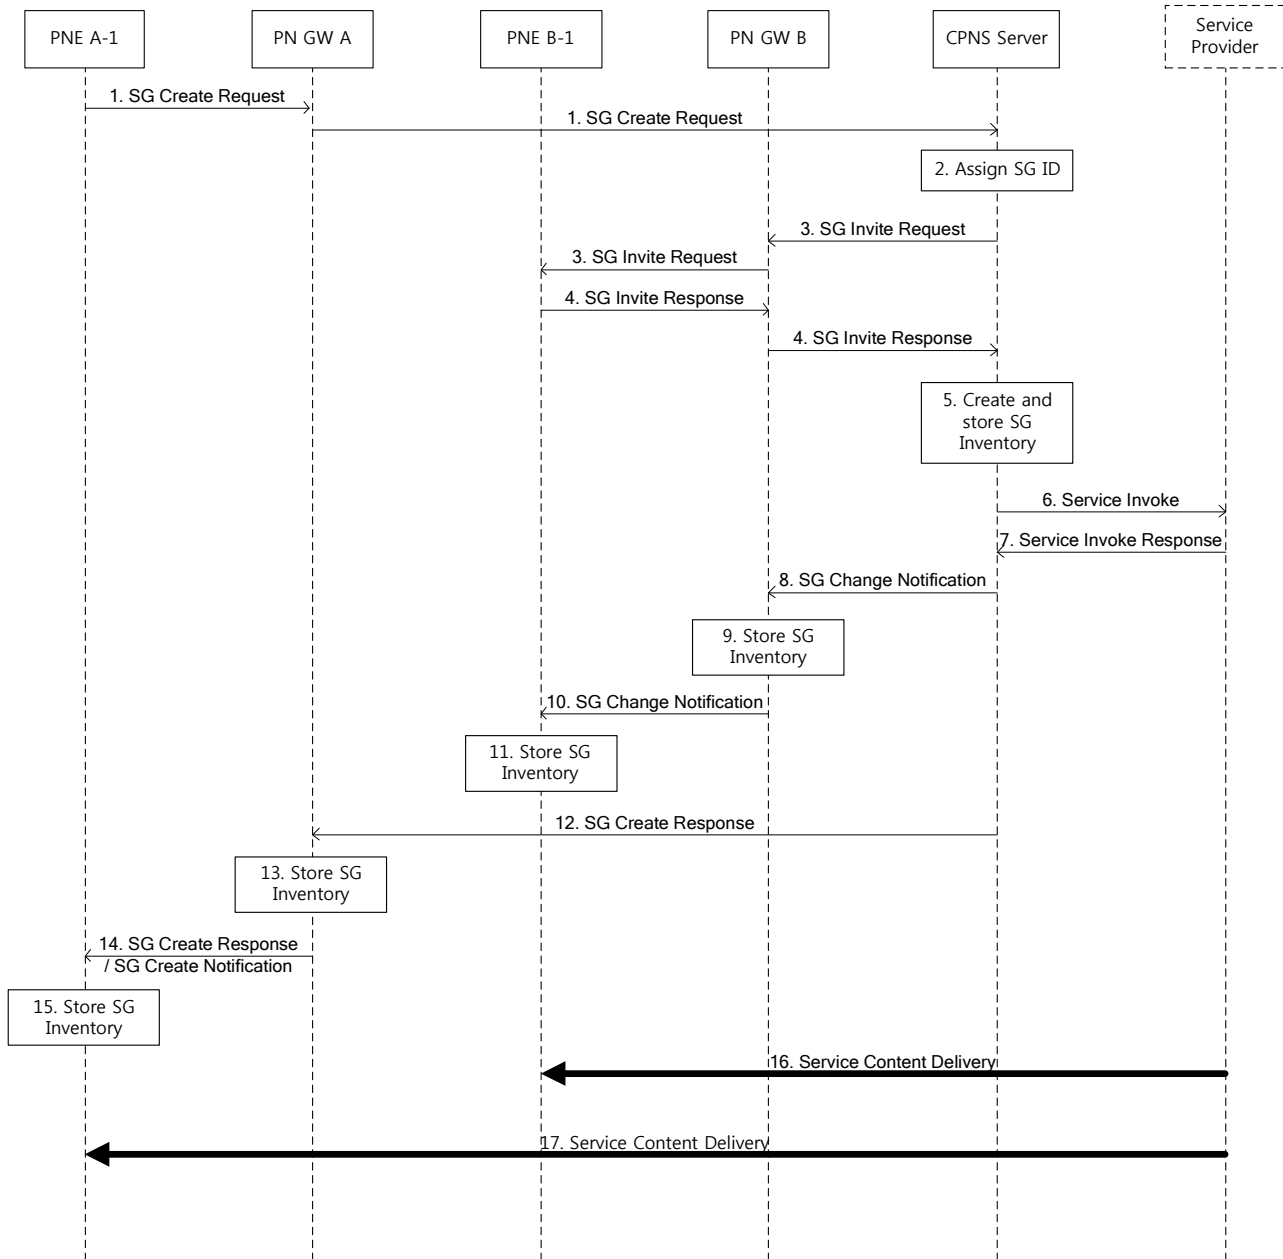 PNE A-1
PN GW A
PNE B-1
PN GW B
CPNS Server
Service
Provider
1. SG Create Request
1. SG Create Request
2. Assign SG ID
3. SG Invite Request
3. SG Invite Request
4. SG Invite Response
4. SG Invite Response
5. Create and
store SG
Inventory
6. Service Invoke
7. Service Invoke Response
8. SG Change Notification
9. Store SG
Inventory
10. SG Change Notification
11. Store SG
Inventory
12. SG Create Response
13. Store SG
Inventory
14. SG Create Response
/ SG Create Notification
15. Store SG
Inventory
16. Service Content Delivery
17. Service Content Delivery